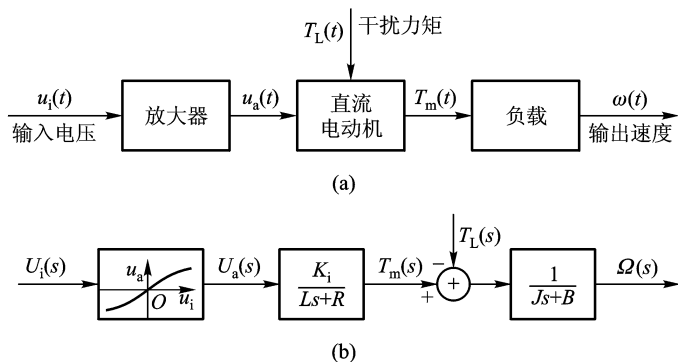 T_L(t) 干扰力矩
u_i(t) 输入电压
放大器
u_a(t)
直流
电动机
T_m(t)
负载
ω(t)
输出速度
(a)
U_i(s)
u_a
O u_i
U_a(s)
K_i
Ls+R
T_m(s)
T_L(s)
−
+ +
1
Js+B
Ω(s)
(b)